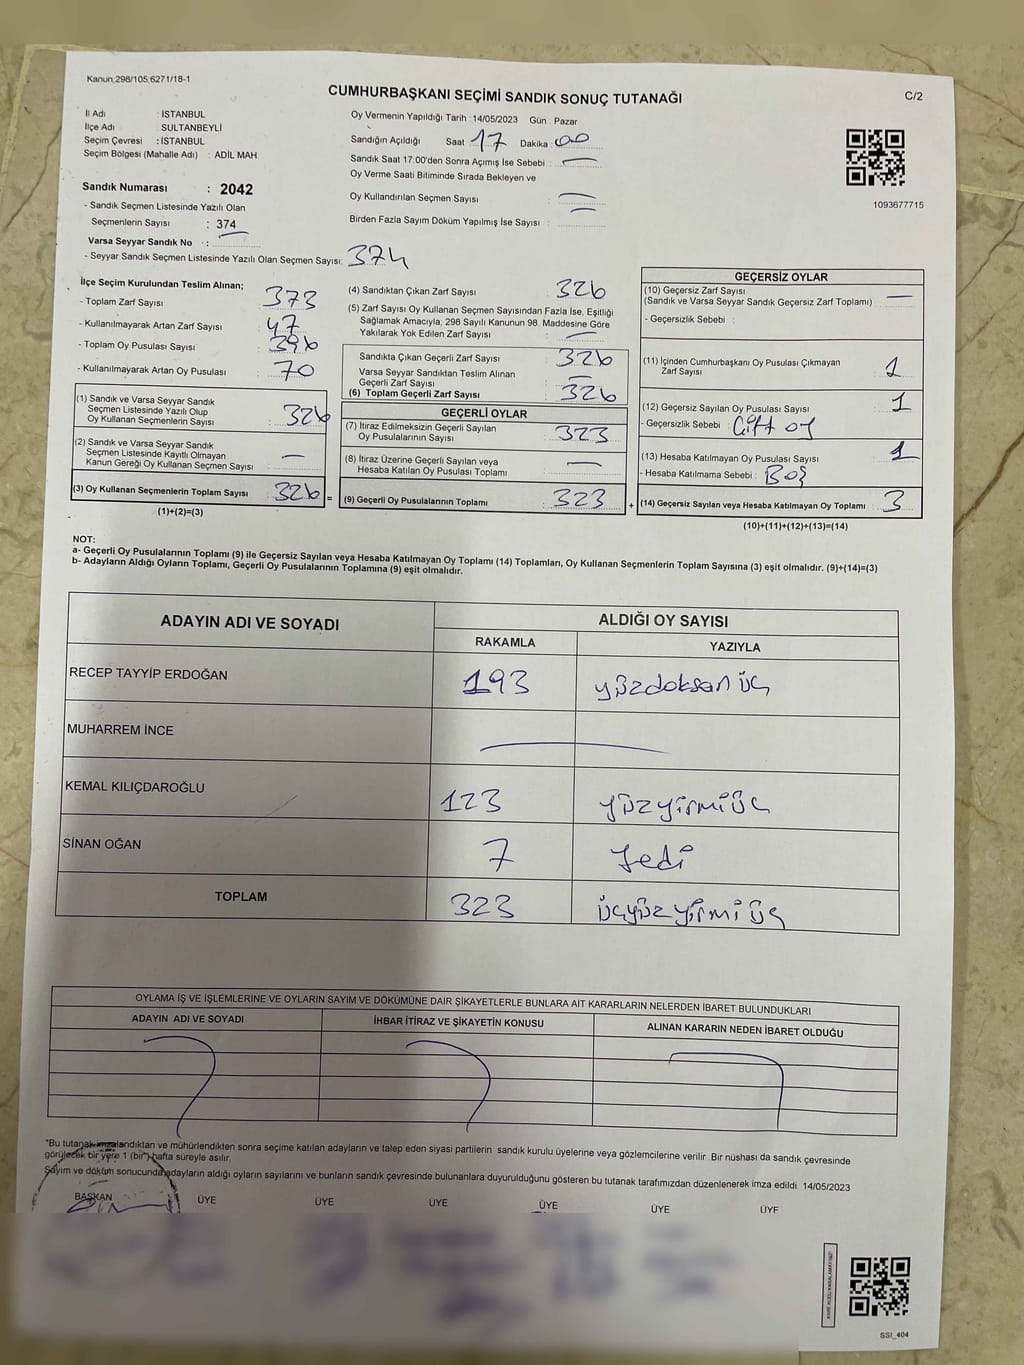 Kanun.298/105,6271/18-1
CUMHURBAŞKANI SEÇİMİ SANDIK SONUÇ TUTANAĞI
C/2
İl Adı : İSTANBUL
İlçe Adı : SULTANBEYLİ
Seçim Çevresi : İSTANBUL
Seçim Bölgesi (Mahalle Adı) : ADİL MAH
Sandık Numarası : 2042
- Sandık Seçmen Listesinde Yazılı Olan
Seçmenlerin Sayısı : 374
Varsa Seyyar Sandık No - :
- Seyyar Sandık Seçmen Listesinde Yazılı Olan Seçmen Sayısı: 374
Oy Vermenin Yapıldığı Tarih : 14/05/2023 Gün : Pazar
Sandığın Açıldığı Saat 17 Dakika : 00
Sandık Saat 17:00'den Sonra Açımış İse Sebebi : —
Oy Verme Saati Bitiminde Sırada Bekleyen ve
Oy Kullandırılan Seçmen Sayısı : —
Birden Fazla Sayım Döküm Yapılmış İse Sayısı : —
1093677715
İlçe Seçim Kurulundan Teslim Alınan;
- Toplam Zarf Sayısı : 373
- Kullanılmayarak Artan Zarf Sayısı : 47
- Toplam Oy Pusulası Sayısı : 396
- Kullanılmayarak Artan Oy Pusulası : 70
(1) Sandık ve Varsa Seyyar Sandık
Seçmen Listesinde Yazılı Olup
Oy Kullanan Seçmenlerin Sayısı : 326
(2) Sandık ve Varsa Seyyar Sandık
Seçmen Listesinde Kayıtlı Olmayan
Kanun Gereği Oy Kullanan Seçmen Sayısı : —
(3) Oy Kullanan Seçmenlerin Toplam Sayısı : 326 =
(1)+(2)=(3)
(4) Sandıktan Çıkan Zarf Sayısı : 326
(5) Zarf Sayısı Oy Kullanan Seçmen Sayısından Fazla İse, Eşitliği
Sağlamak Amacıyla; 298 Sayılı Kanunun 98. Maddesine Göre
Yakılarak Yok Edilen Zarf Sayısı : —
Sandıkta Çıkan Geçerli Zarf Sayısı : 326
Varsa Seyyar Sandıktan Teslim Alınan
Geçerli Zarf Sayısı : —
(6) Toplam Geçerli Zarf Sayısı : 326
GEÇERLİ OYLAR
(7) İtiraz Edilmeksizin Geçerli Sayılan
Oy Pusulalarının Sayısı : 323
(8) İtiraz Üzerine Geçerli Sayılan veya
Hesaba Katılan Oy Pusulası Toplamı : —
(9) Geçerli Oy Pusulalarının Toplamı : 323 +
GEÇERSİZ OYLAR
(10) Geçersiz Zarf Sayısı
(Sandık ve Varsa Seyyar Sandık Geçersiz Zarf Toplamı) : —
- Geçersizlik Sebebi :
(11) İçinden Cumhurbaşkanı Oy Pusulası Çıkmayan
Zarf Sayısı : 1
(12) Geçersiz Sayılan Oy Pusulası Sayısı : 1
- Geçersizlik Sebebi : Çift oy
(13) Hesaba Katılmayan Oy Pusulası Sayısı : 1
- Hesaba Katılmama Sebebi : Boş
(14) Geçersiz Sayılan veya Hesaba Katılmayan Oy Toplamı : 3
(10)+(11)+(12)+(13)=(14)
NOT:
a- Geçerli Oy Pusulalarının Toplamı (9) ile Geçersiz Sayılan veya Hesaba Katılmayan Oy Toplamı (14) Toplamları, Oy Kullanan Seçmenlerin Toplam Sayısına (3) eşit olmalıdır. (9)+(14)=(3)
b- Adayların Aldığı Oyların Toplamı, Geçerli Oy Pusulalarının Toplamına (9) eşit olmalıdır.
ADAYIN ADI VE SOYADI
ALDIĞI OY SAYISI
RAKAMLA YAZIYLA
RECEP TAYYİP ERDOĞAN 193 yüzdoksan üç
MUHARREM İNCE —
KEMAL KILIÇDAROĞLU 123 yüzyirmiüç
SİNAN OĞAN 7 Yedi
TOPLAM 323 üçyüzyirmi üç
OYLAMA İŞ VE İŞLEMLERİNE VE OYLARIN SAYIM VE DÖKÜMÜNE DAİR ŞİKAYETLERLE BUNLARA AİT KARARLARIN NELERDEN İBARET BULUNDUKLARI
ADAYIN ADI VE SOYADI İHBAR İTİRAZ VE ŞİKAYETİN KONUSU ALINAN KARARIN NEDEN İBARET OLDUĞU
"Bu tutanak imzalandıktan ve mühürlendikten sonra seçime katılan adayların ve talep eden siyasi partilerin sandık kurulu üyelerine veya gözlemcilerine verilir. Bir nüshası da sandık çevresinde
görülecek bir yere 1 (bir) hafta süreyle asılır.
Sayım ve döküm sonucunda adayların aldığı oyların sayılarını ve bunların sandık çevresinde bulunanlara duyurulduğunu gösteren bu tutanak tarafımızdan düzenlenerek imza edildi. 14/05/2023
BAŞKAN ÜYE ÜYE ÜYE ÜYE ÜYE ÜYE
SSI_404